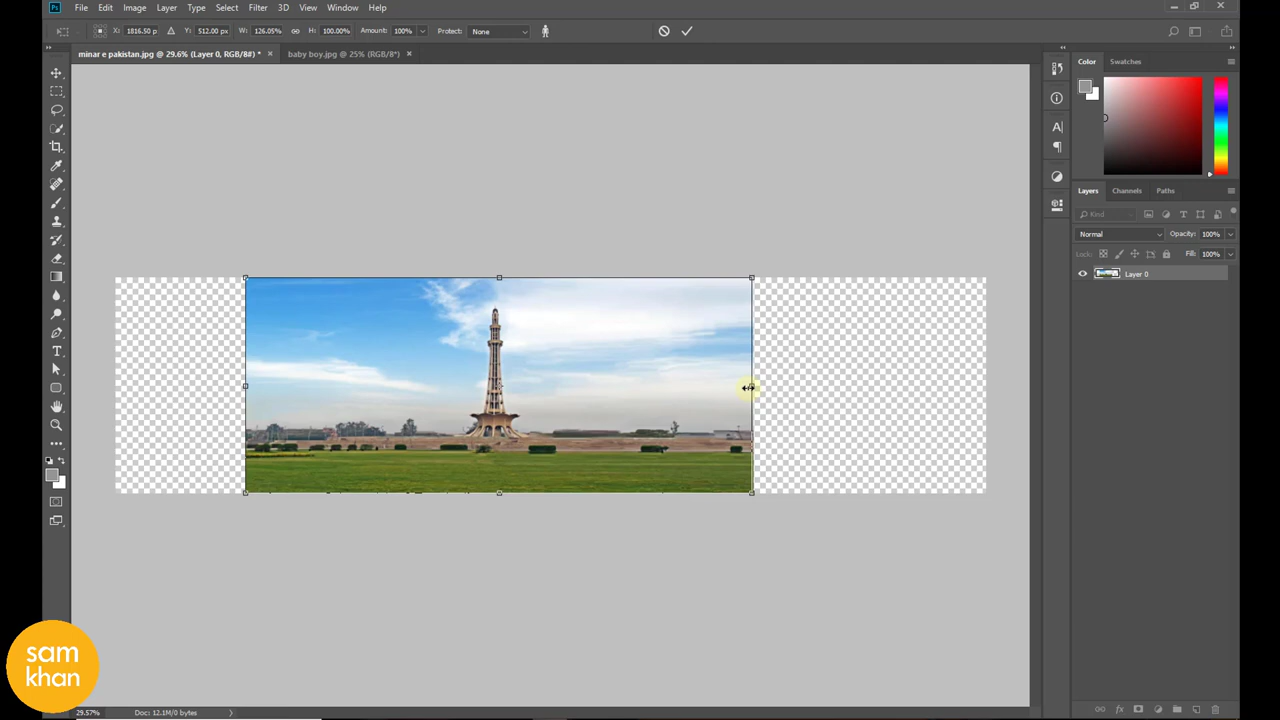 Ps File Edit Image Layer Type Select Filter 3D View Window Help
X: 1816.50 p Y: 512.00 px W: 126.05% H: 100.00% Amount: 100% Protect: None
minar e pakistan.jpg @ 29.6% (Layer 0, RGB/8#) * × baby boy.jpg @ 25% (RGB/8*) ×
Color Swatches
Layers Channels Paths
Kind
Normal Opacity: 100%
Lock: Fill: 100%
Layer 0
sam
khan
29.57% Doc: 12.1M/0 bytes